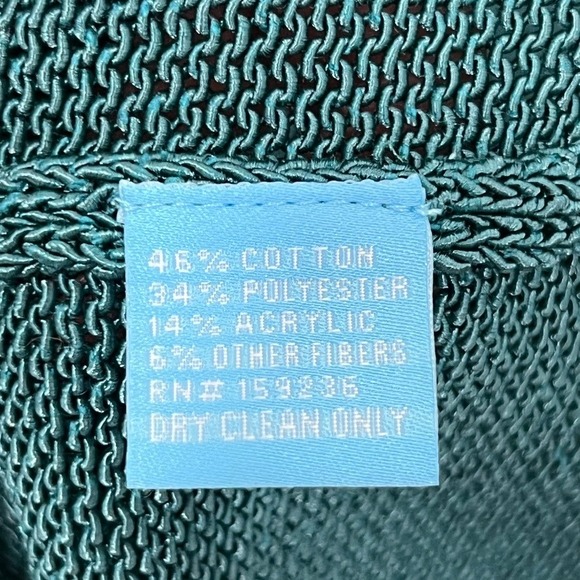 46% COTTON
34% POLYESTER
14% ACRYLIC
6% OTHER FIBERS
RN# 159236
DRY CLEAN ONLY